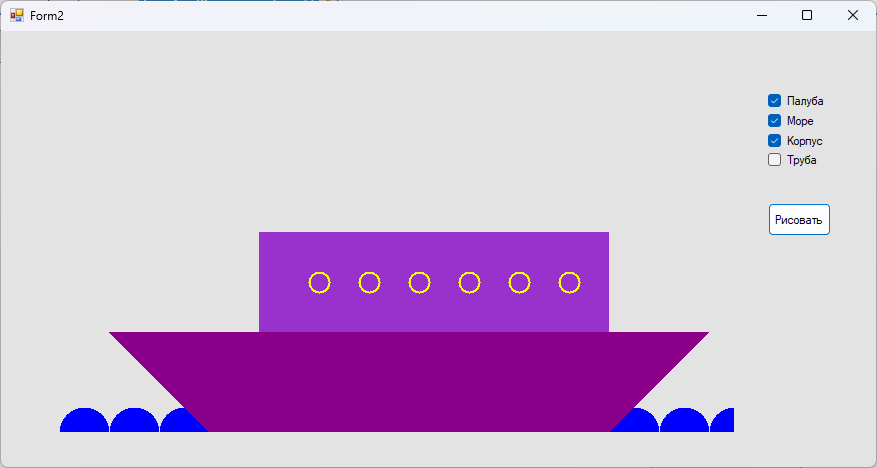 Form2
Палуба
Море
Корпус
Труба
Рисовать